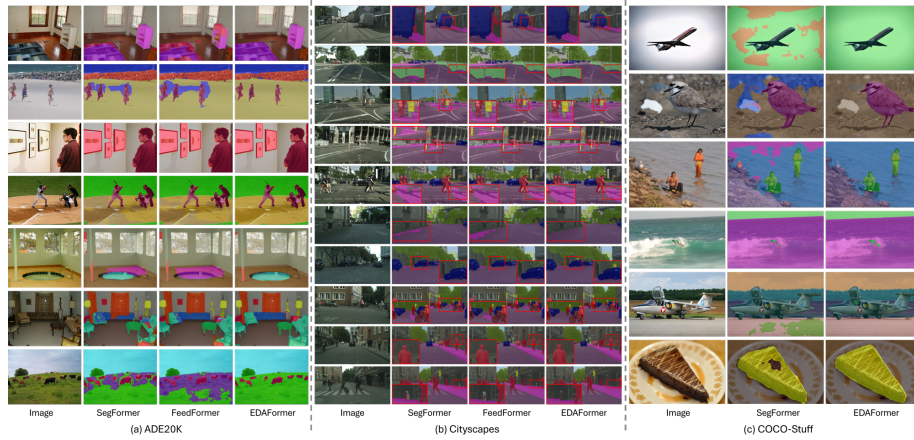 Image SegFormer FeedFormer EDAFormer Image SegFormer FeedFormer EDAFormer Image SegFormer EDAFormer
(a) ADE20K (b) Cityscapes (c) COCO-Stuff